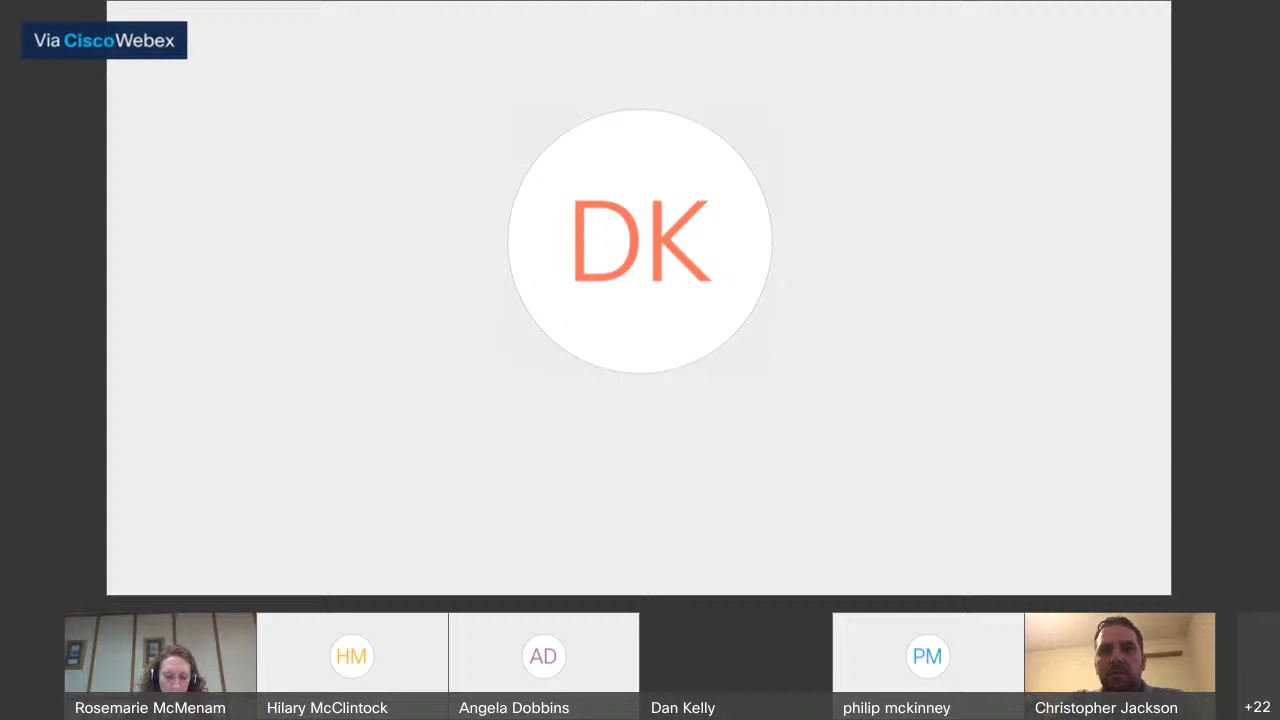 Via CiscoWebex
DK
HM
AD
PM
Rosemarie McMenam
Hilary McClintock
Angela Dobbins
Dan Kelly
philip mckinney
Christopher Jackson
+22